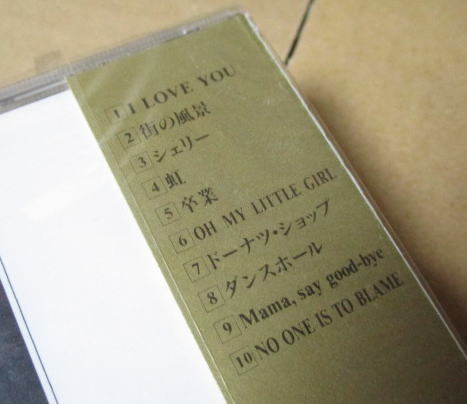 1 I LOVE YOU
2 街の風景
3 シェリー
4 虹
5 卒業
6 OH MY LITTLE GIRL
7 ドーナツ・ショップ
8 ダンスホール
9 Mama, say good-bye
10 NO ONE IS TO BLAME